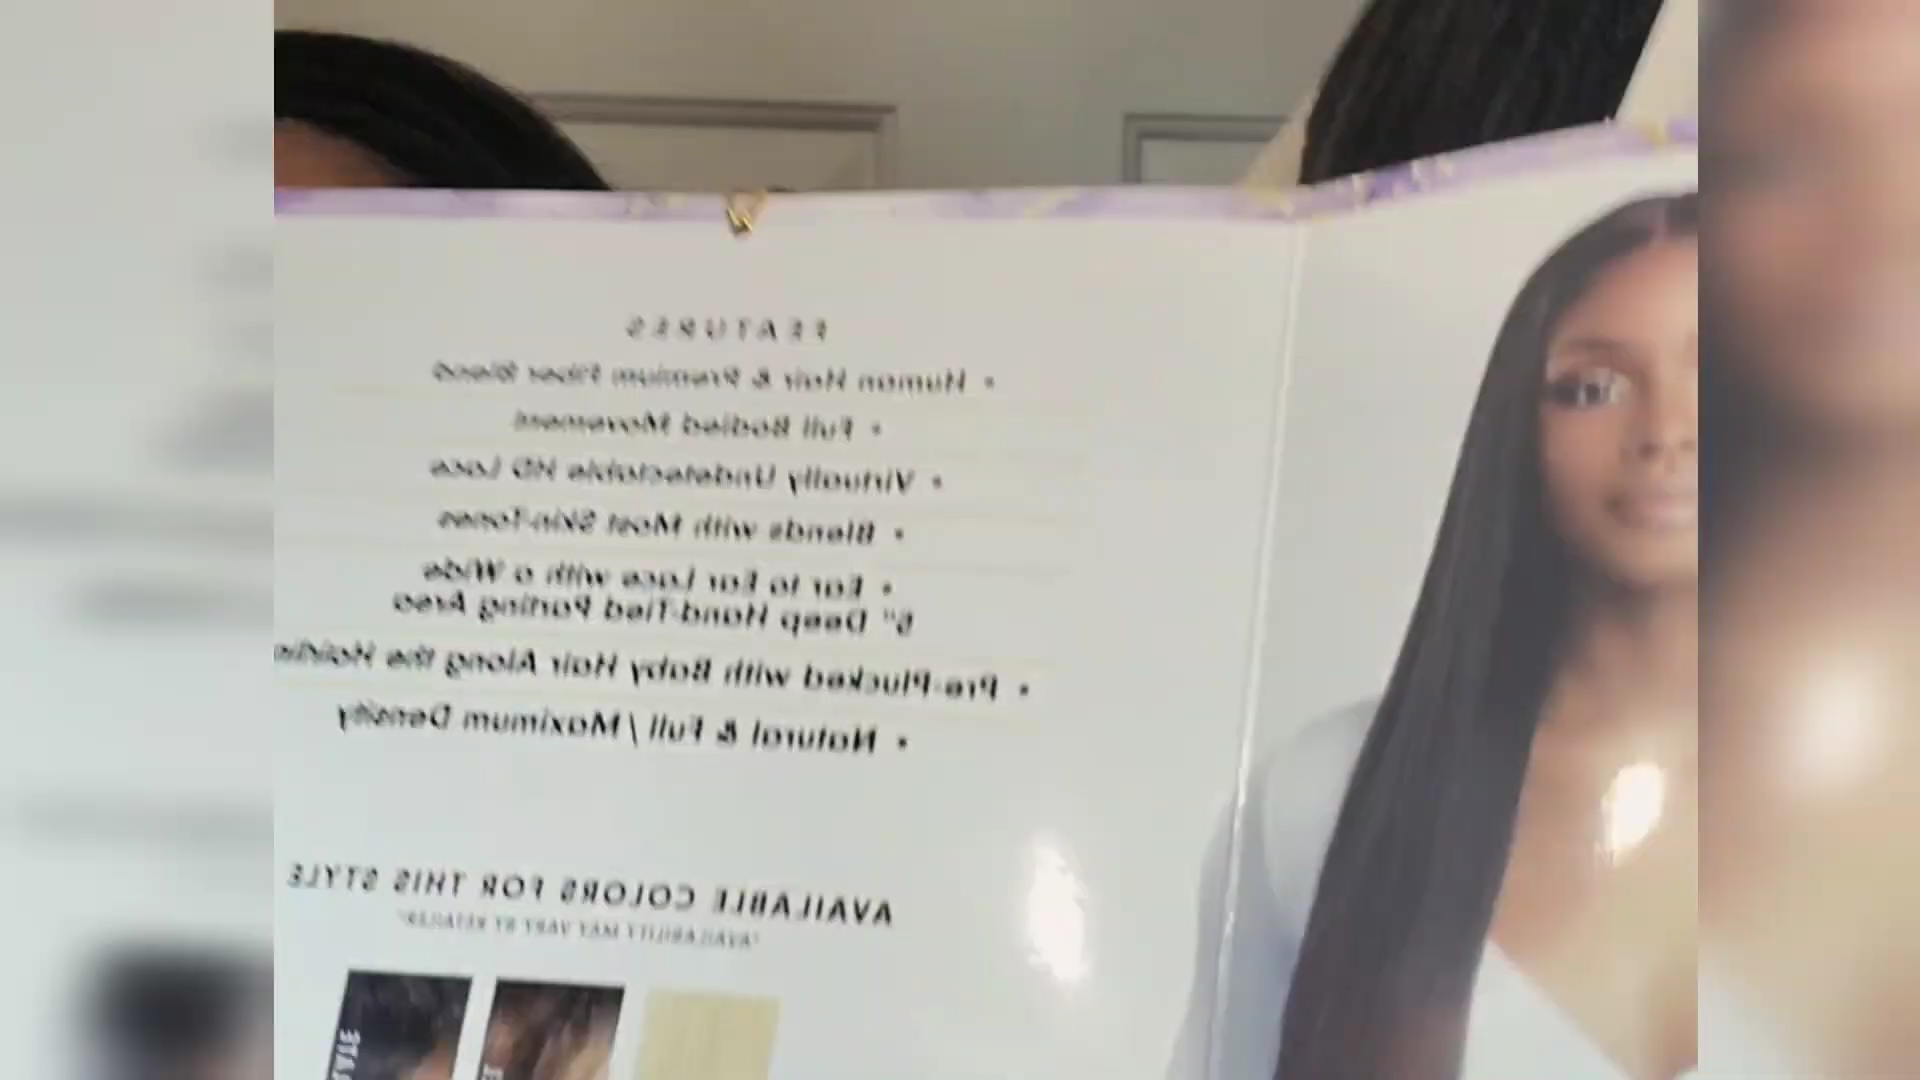 FEATURES
• Human Hair & Premium Fiber Blend
• Full Bodied Movement
• Virtually Undetectable HD Lace
• Blends with Most Skin-Tones
• Ear to Ear Lace with a Wide
6" Deep Hand-Tied Parting Area
• Pre-Plucked with Baby Hair Along the
• Natural & Full / Maximum Density
AVAILABLE COLORS FOR THIS STYLE
*AVAILABILITY MAY VARY BY RETAILER*